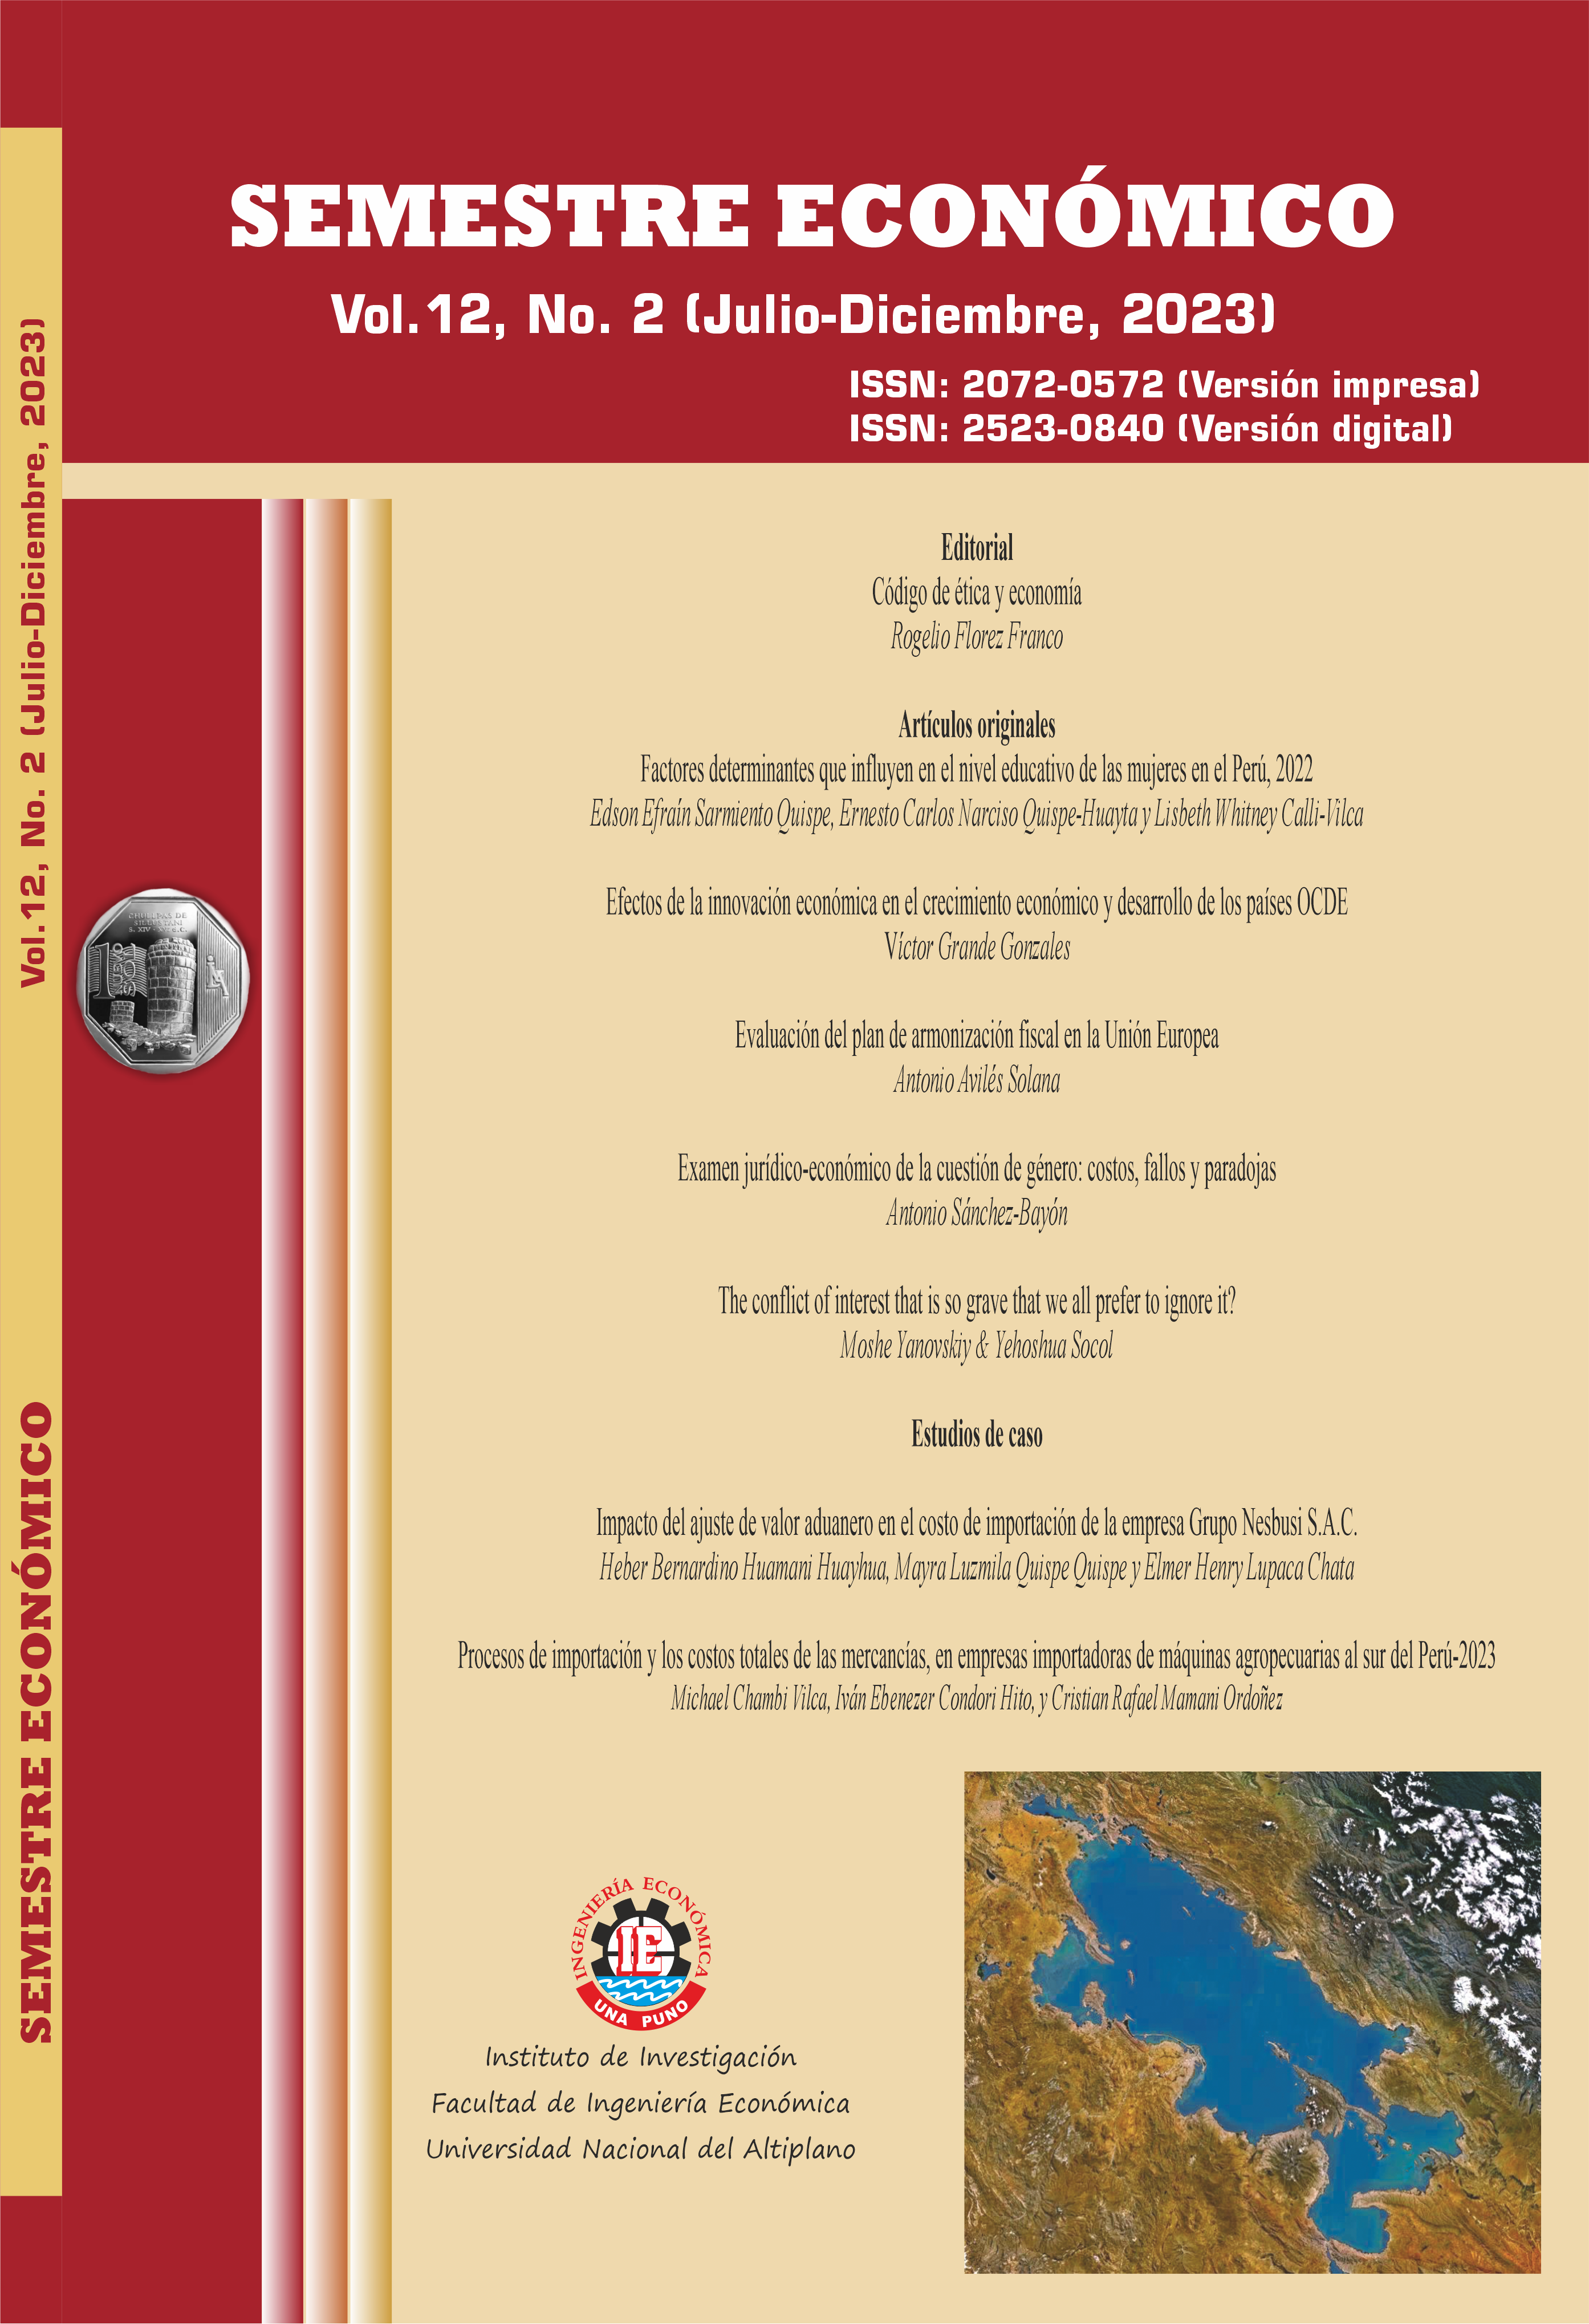 SEMESTRE ECONÓMICO
Vol.12, No. 2 (Julio-Diciembre, 2023)
ISSN: 2072-0572 (Versión impresa)
ISSN: 2523-0840 (Versión digital)
Vol.12, No. 2 (Julio-Diciembre, 2023)
SEMESTRE ECONÓMICO
Editorial
Código de ética y economía
Rogelio Florez Franco
Artículos originales
Factores determinantes que influyen en el nivel educativo de las mujeres en el Perú, 2022
Edson Efraín Sarmiento Quispe, Ernesto Carlos Narciso Quispe-Huayta y Lisbeth Whitney Calli-Vilca
Efectos de la innovación económica en el crecimiento económico y desarrollo de los países OCDE
Víctor Grande Gonzales
Evaluación del plan de armonización fiscal en la Unión Europea
Antonio Avilés Solana
Examen jurídico-económico de la cuestión de género: costos, fallos y paradojas
Antonio Sánchez-Bayón
The conflict of interest that is so grave that we all prefer to ignore it?
Moshe Yanovskiy & Yehoshua Socol
Estudios de caso
Impacto del ajuste de valor aduanero en el costo de importación de la empresa Grupo Nesbusi S.A.C.
Heber Bernardino Huamani Huayhua, Mayra Luzmila Quispe Quispe y Elmer Henry Lupaca Chata
Procesos de importación y los costos totales de las mercancías, en empresas importadoras de máquinas agropecuarias al sur del Perú-2023
Michael Chambi Vilca, Iván Ebenezer Condori Hito, y Cristian Rafael Mamani Ordoñez
CHULLPAS DE
SILLUSTANI
1
NUEVO
SOL
INGENIERÍA ECONÓMICA
IE
UNA PUNO
Instituto de Investigación
Facultad de Ingeniería Económica
Universidad Nacional del Altiplano